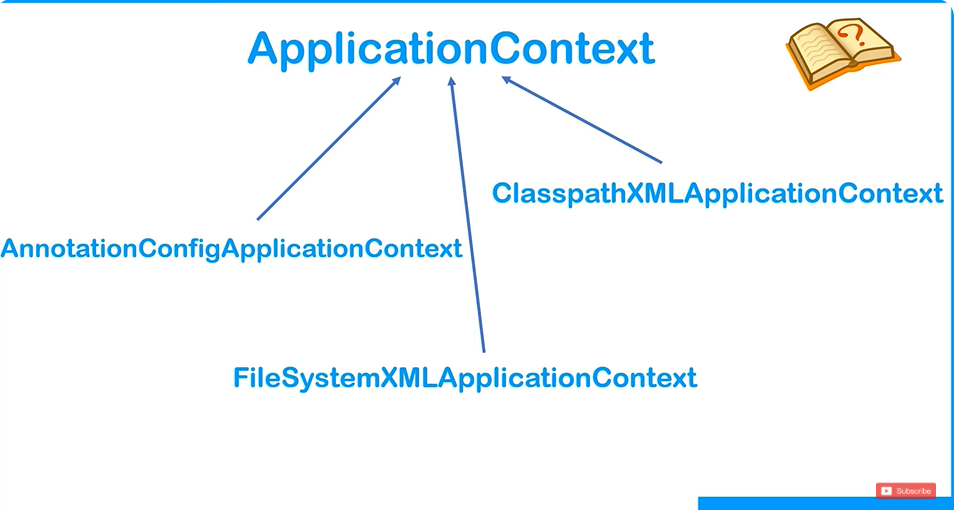 ApplicationContext
?
ClasspathXMLApplicationContext
AnnotationConfigApplicationContext
FileSystemXMLApplicationContext
Subscribe